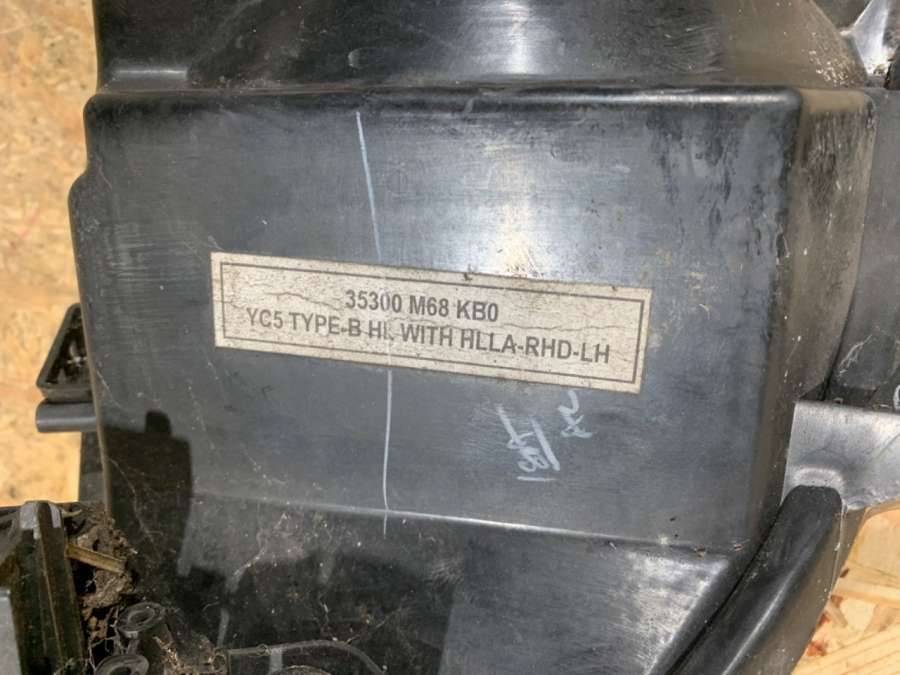 35300 M68 KB0
YC5 TYPE-B HL WITH HLLA-RHD-LH